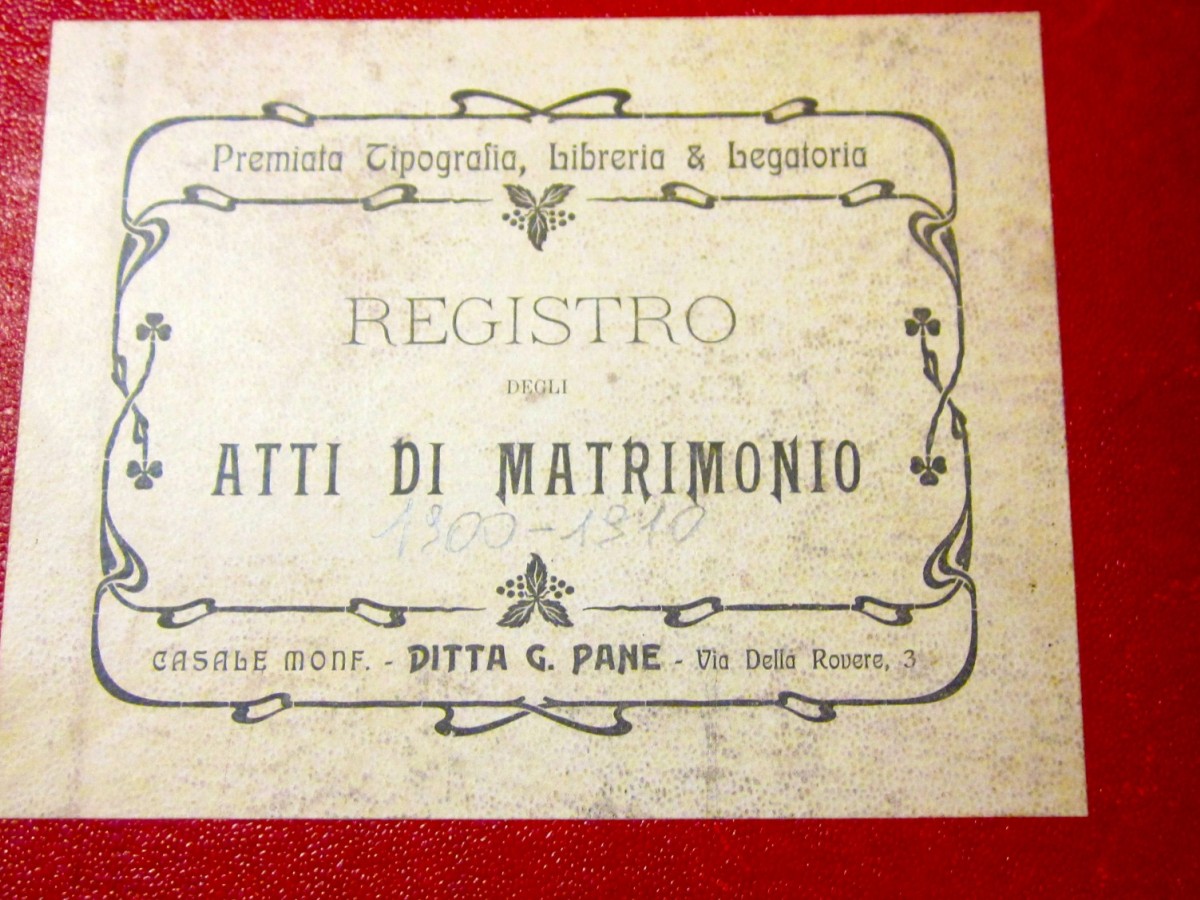 Premiata Tipografia, Libreria & Legatoria
REGISTRO
DEGLI
ATTI DI MATRIMONIO
1900-1910
CASALE MONF. - DITTA G. PANE - Via Della Rovere, 3